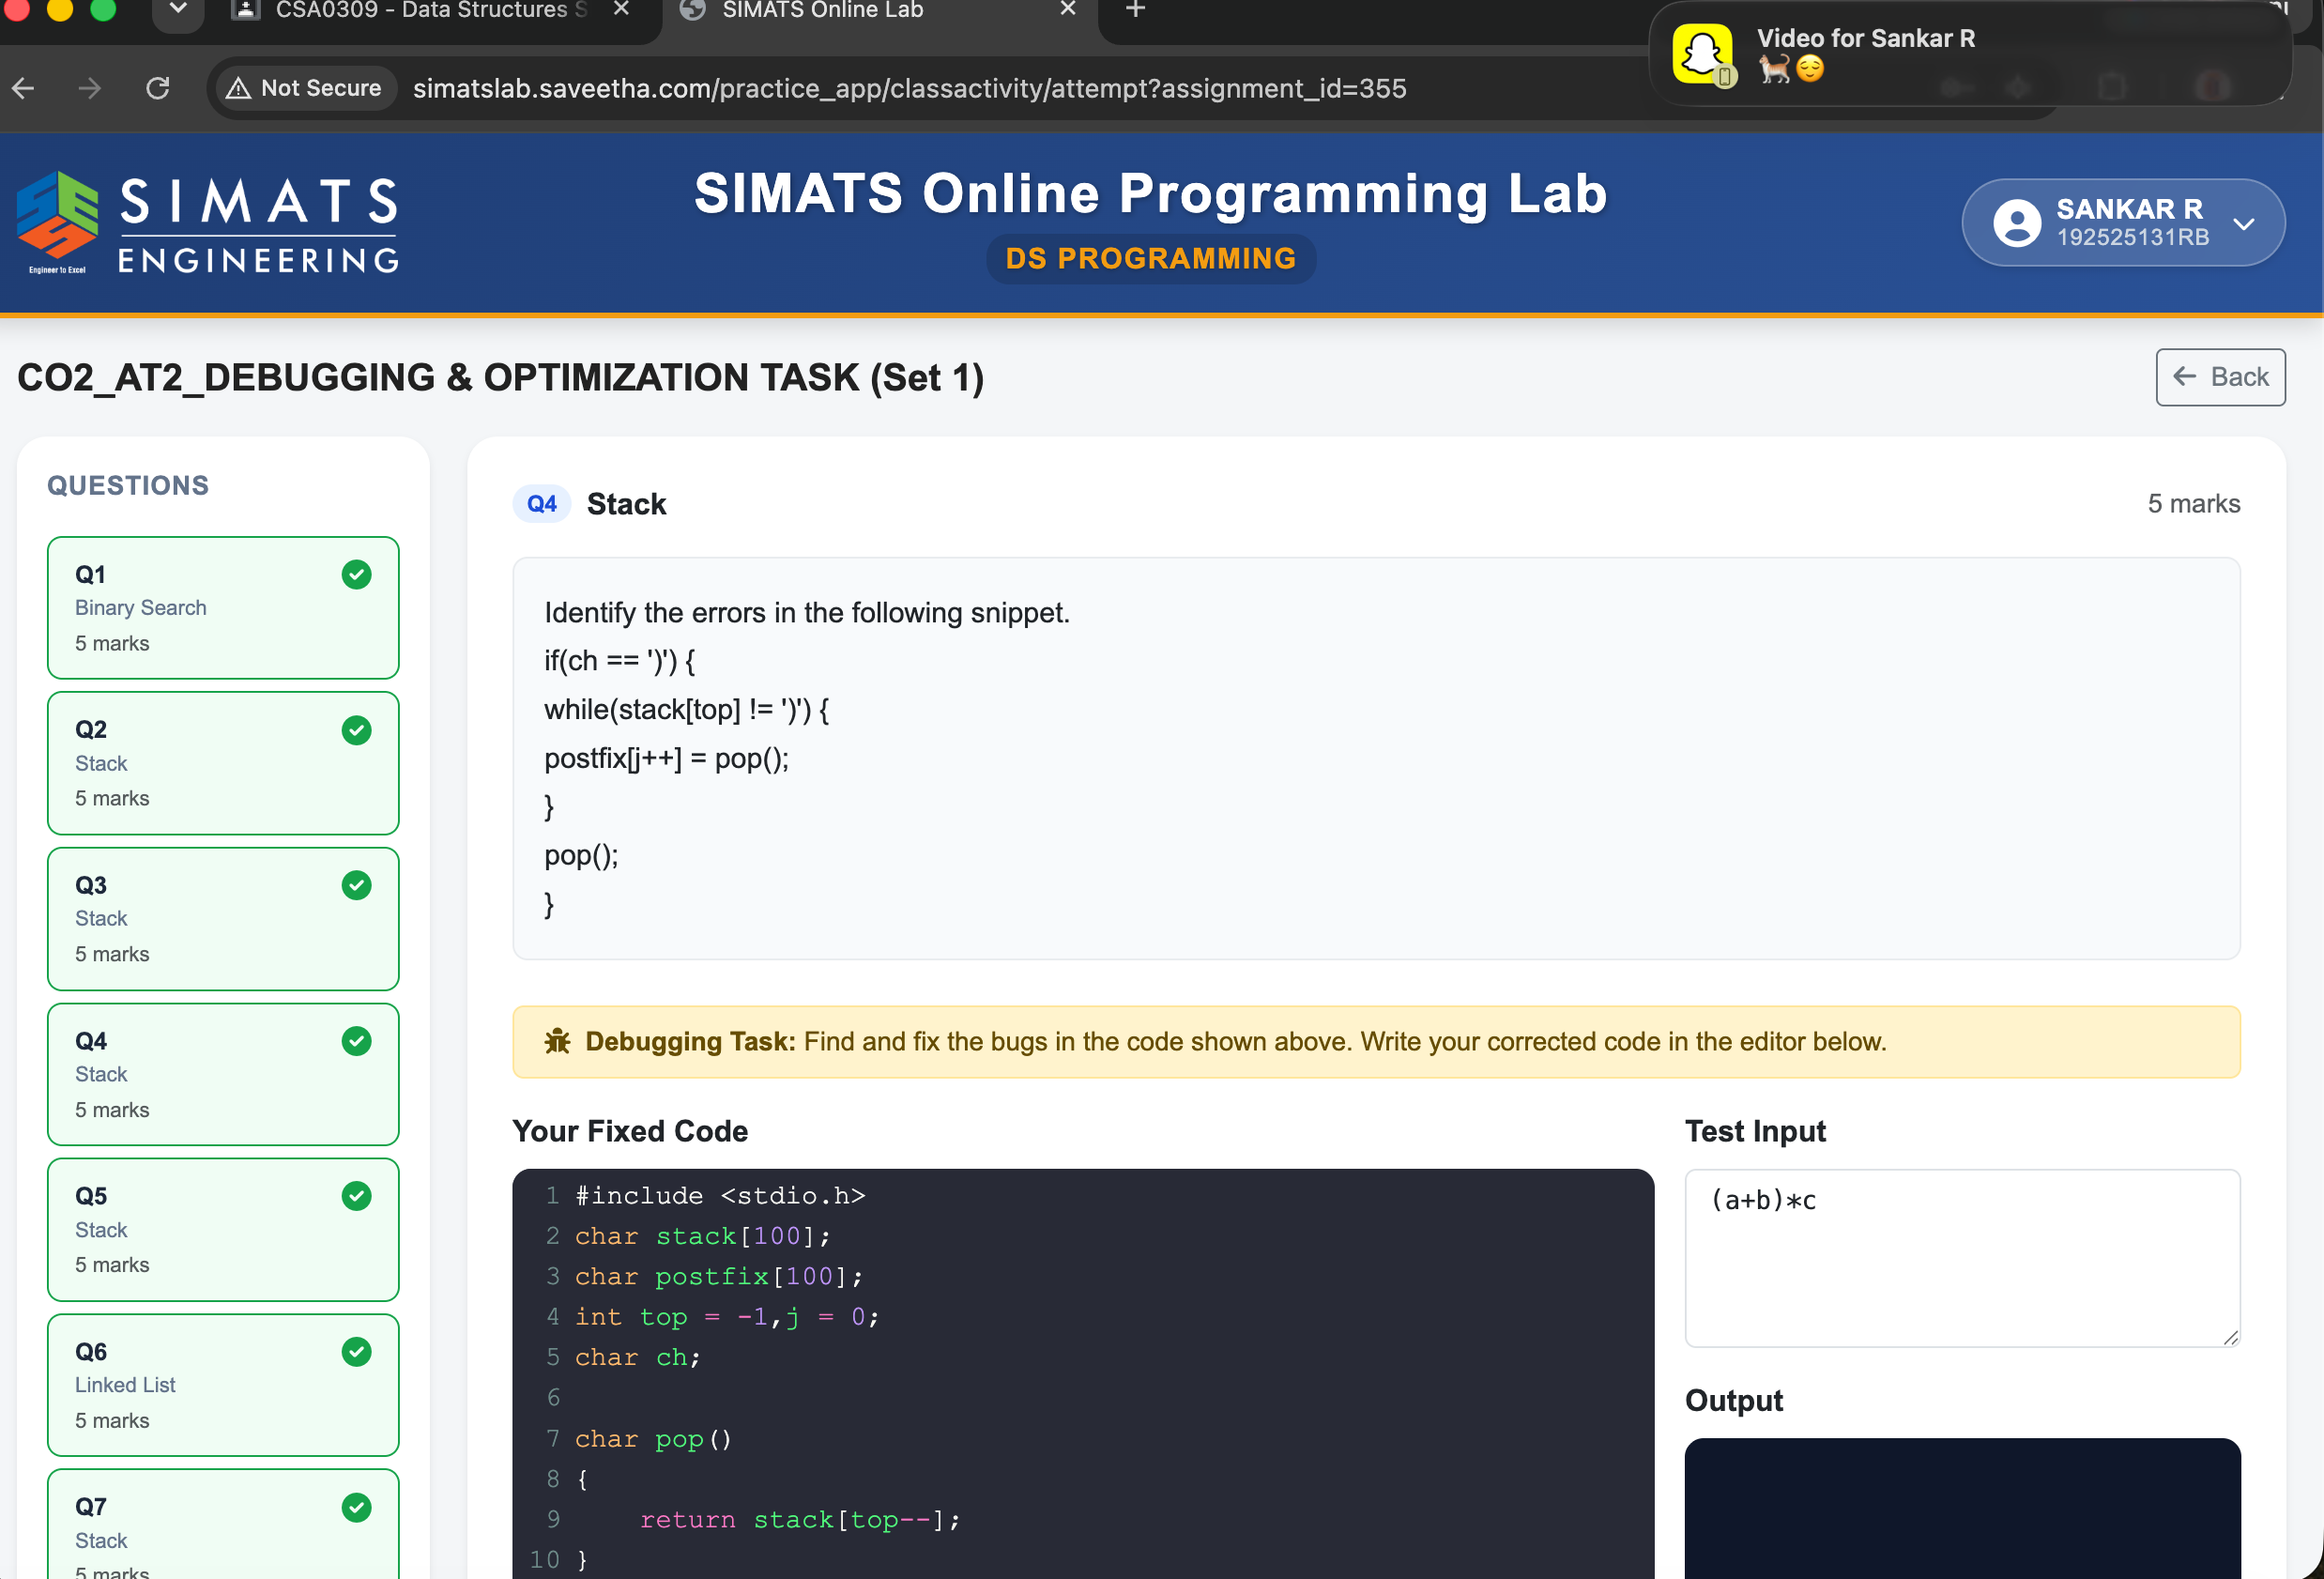 CSA0309 - Data Structures S
SIMATS Online Lab
Video for Sankar R
Not Secure
simatslab.saveetha.com/practice_app/classactivity/attempt?assignment_id=355
SIMATS
ENGINEERING
Engineer to Excel
SIMATS Online Programming Lab
DS PROGRAMMING
SANKAR R
192525131RB
CO2_AT2_DEBUGGING & OPTIMIZATION TASK (Set 1)
Back
QUESTIONS
Q1
Binary Search
5 marks
Q2
Stack
5 marks
Q3
Stack
5 marks
Q4
Stack
5 marks
Q5
Stack
5 marks
Q6
Linked List
5 marks
Q7
Stack
5 marks
Q4 Stack
5 marks
Identify the errors in the following snippet.
if(ch == ')') {
while(stack[top] != ')') {
postfix[j++] = pop();
}
pop();
}
Debugging Task: Find and fix the bugs in the code shown above. Write your corrected code in the editor below.
Your Fixed Code
1 #include <stdio.h>
2 char stack[100];
3 char postfix[100];
4 int top = -1,j = 0;
5 char ch;
6
7 char pop()
8 {
9     return stack[top--];
10 }
Test Input
(a+b)*c
Output